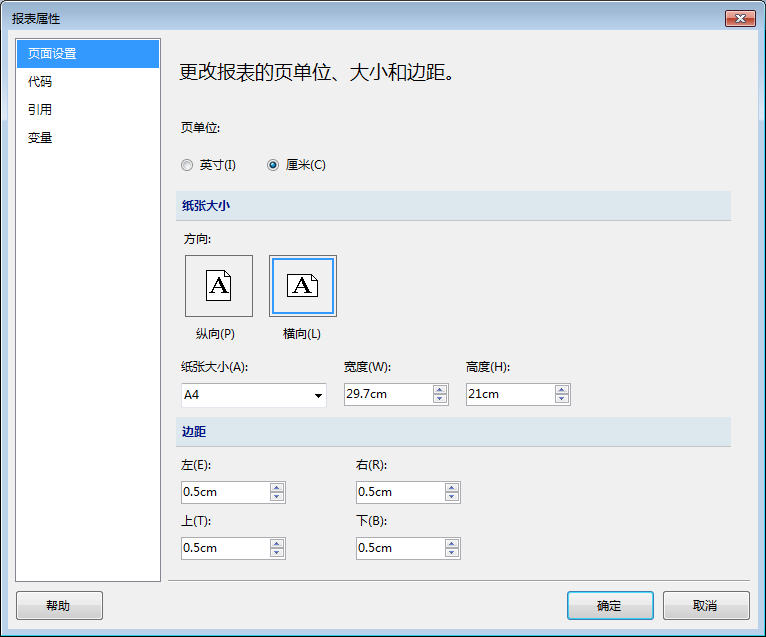 报表属性
页面设置
代码
引用
变量
更改报表的页单位、大小和边距。
页单位:
英寸(I) 厘米(C)
纸张大小
方向:
A A
纵向(P) 横向(L)
纸张大小(A): 宽度(W): 高度(H):
A4 29.7cm 21cm
边距
左(E): 右(R):
0.5cm 0.5cm
上(T): 下(B):
0.5cm 0.5cm
帮助 确定 取消